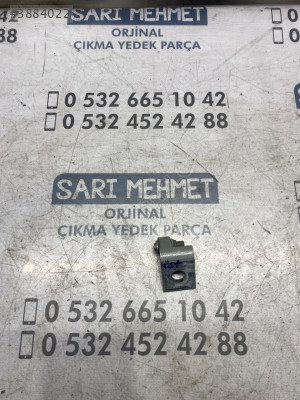 SARI MEHMET
ORJİNAL
ÇIKMA YEDEK PARÇA
0 532 665 10 42
0 532 452 42 88
SARI MEHMET
ORJİNAL
ÇIKMA YEDEK PARÇA
0 532 665 10 42
0 532 452 42 88